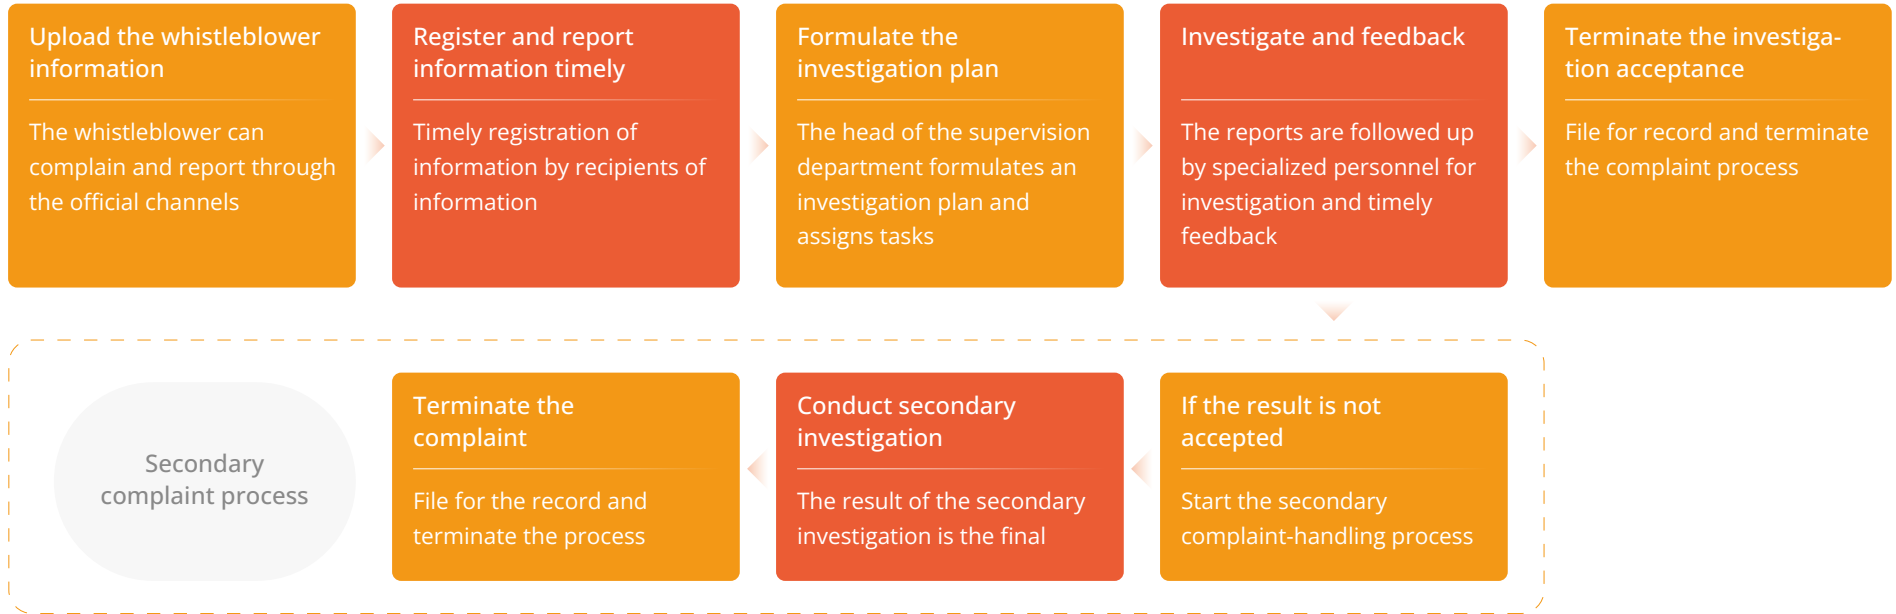 Upload the whistleblower
information
The whistleblower can
complain and report through
the official channels
Register and report
information timely
Timely registration of
information by recipients of
information
Formulate the
investigation plan
The head of the supervision
department formulates an
investigation plan and
assigns tasks
Investigate and feedback
The reports are followed up
by specialized personnel for
investigation and timely
feedback
Terminate the investiga-
tion acceptance
File for record and terminate
the complaint process
Secondary
complaint process
Terminate the
complaint
File for the record and
terminate the process
Conduct secondary
investigation
The result of the secondary
investigation is the final
If the result is not
accepted
Start the secondary
complaint-handling process